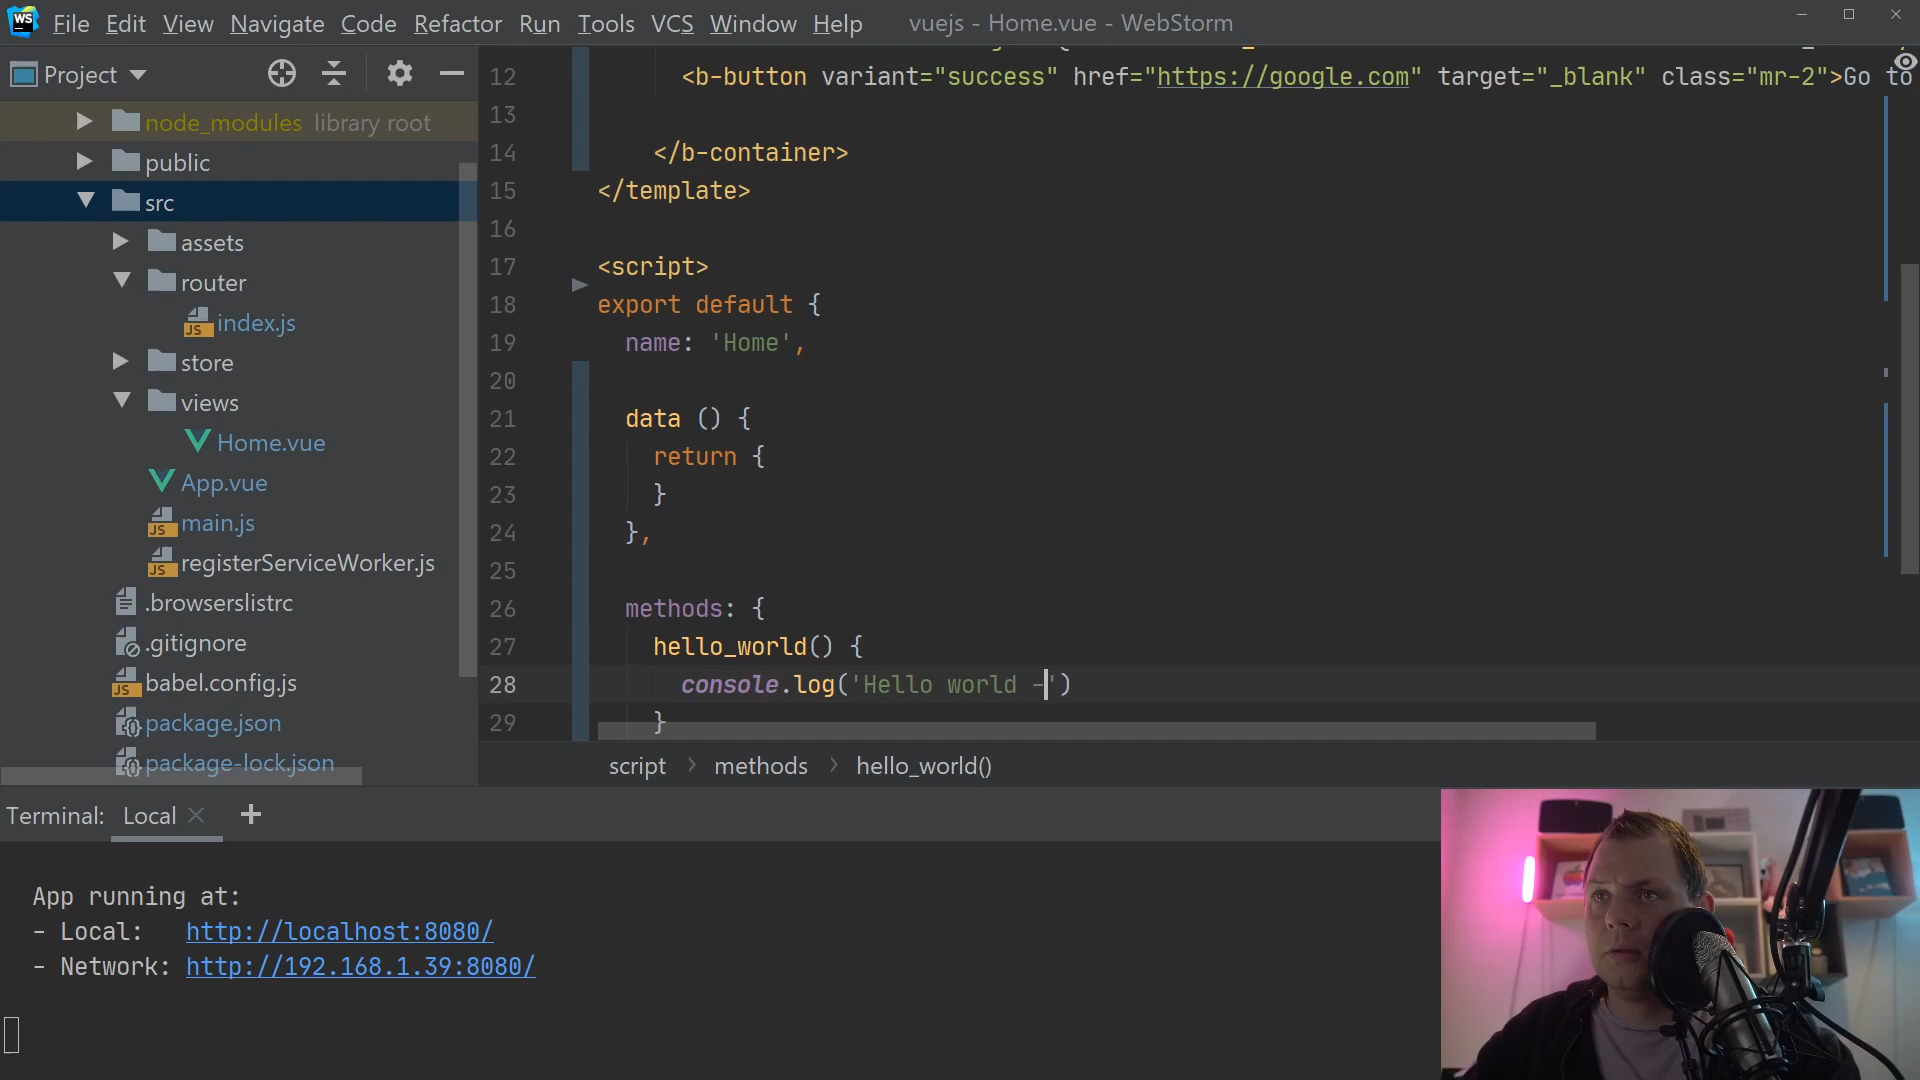 WS File Edit View Navigate Code Refactor Run Tools VCS Window Help vuejs - Home.vue - WebStorm
Project
node_modules library root
public
src
assets
router
JS index.js
store
views
Home.vue
App.vue
JS main.js
JS registerServiceWorker.js
.browserslistrc
.gitignore
JS babel.config.js
package.json
package-lock.json
12 <b-button variant="success" href="https://google.com" target="_blank" class="mr-2">Go to
13
14 </b-container>
15 </template>
16
17 <script>
18 export default {
19 name: 'Home',
20
21 data () {
22 return {
23 }
24 },
25
26 methods: {
27 hello_world() {
28 console.log('Hello world -')
29 }
script > methods > hello_world()
Terminal: Local × +
App running at:
- Local: http://localhost:8080/
- Network: http://192.168.1.39:8080/